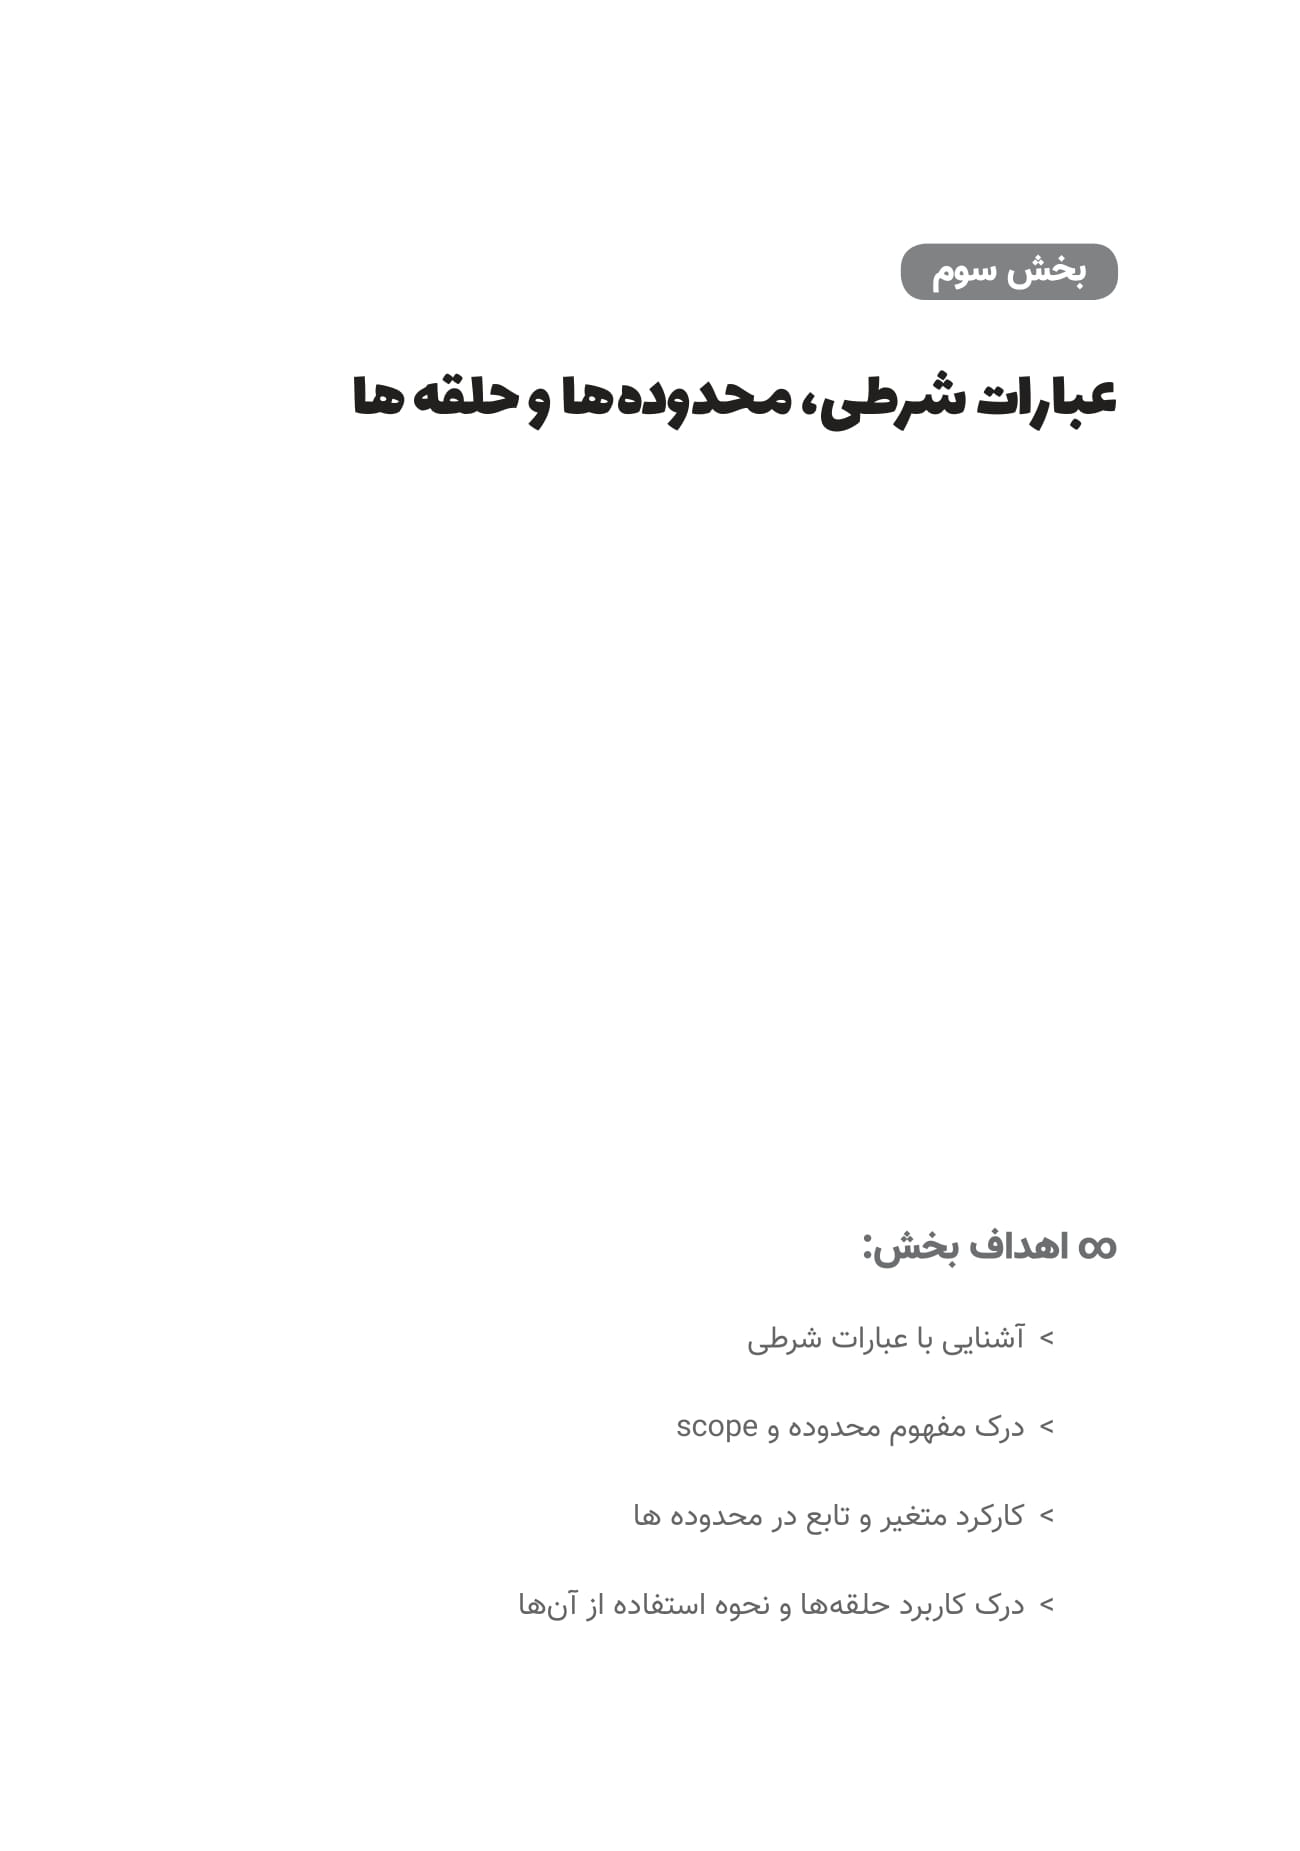 بخش سوم
عبارات شرطی، محدوده‌ها و حلقه ها
∞ اهداف بخش:
> آشنایی با عبارات شرطی
> درک مفهوم محدوده و scope
> کارکرد متغیر و تابع در محدوده ها
> درک کاربرد حلقه‌ها و نحوه استفاده از آن‌ها